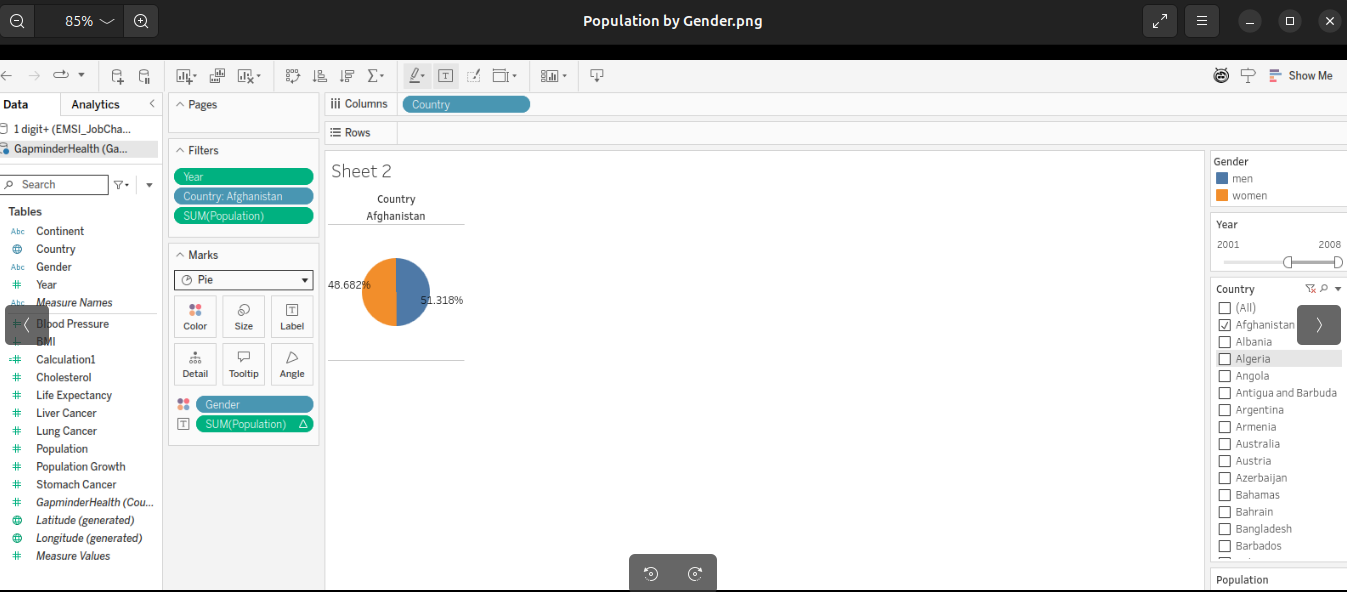 85%
Population by Gender.png
Show Me
Data
Analytics
1 digit+ (EMSI_JobCha...
GapminderHealth (Ga...
Search
Tables
Abc Continent
Country
Abc Gender
Year
Abc Measure Names
Blood Pressure
BMI
Calculation1
Cholesterol
Life Expectancy
Liver Cancer
Lung Cancer
Population
Population Growth
Stomach Cancer
GapminderHealth (Cou...
Latitude (generated)
Longitude (generated)
Measure Values
Pages
Filters
Year
Country: Afghanistan
SUM(Population)
Marks
Pie
Color
Size
Label
Detail
Tooltip
Angle
Gender
SUM(Population)
Columns
Country
Rows
Sheet 2
Country
Afghanistan
48.682%
51.318%
Gender
men
women
Year
2001
2008
Country
(All)
Afghanistan
Albania
Algeria
Angola
Antigua and Barbuda
Argentina
Armenia
Australia
Austria
Azerbaijan
Bahamas
Bahrain
Bangladesh
Barbados
Population